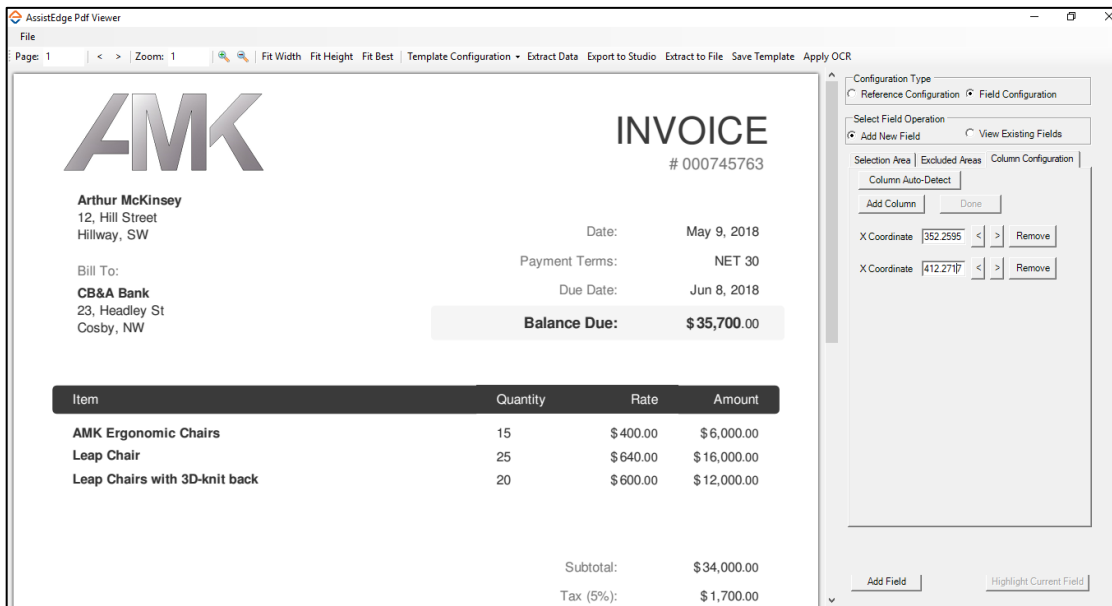 AssistEdge Pdf Viewer
File
Page: 1 < > Zoom: 1 Fit Width Fit Height Fit Best Template Configuration Extract Data Export to Studio Extract to File Save Template Apply OCR
AMK
INVOICE
# 000745763
Arthur McKinsey
12, Hill Street
Hillway, SW
Date: May 9, 2018
Payment Terms: NET 30
Bill To:
Due Date: Jun 8, 2018
CB&A Bank
23, Headley St
Cosby, NW
Balance Due: $35,700.00
Item Quantity Rate Amount
AMK Ergonomic Chairs 15 $400.00 $6,000.00
Leap Chair 25 $640.00 $16,000.00
Leap Chairs with 3D-knit back 20 $600.00 $12,000.00
Subtotal: $34,000.00
Tax (5%): $1,700.00
Configuration Type
Reference Configuration Field Configuration
Select Field Operation
Add New Field View Existing Fields
Selection Area Excluded Areas Column Configuration
Column Auto-Detect
Add Column Done
X Coordinate 352.2595 < > Remove
X Coordinate 412.2717 < > Remove
Add Field Highlight Current Field